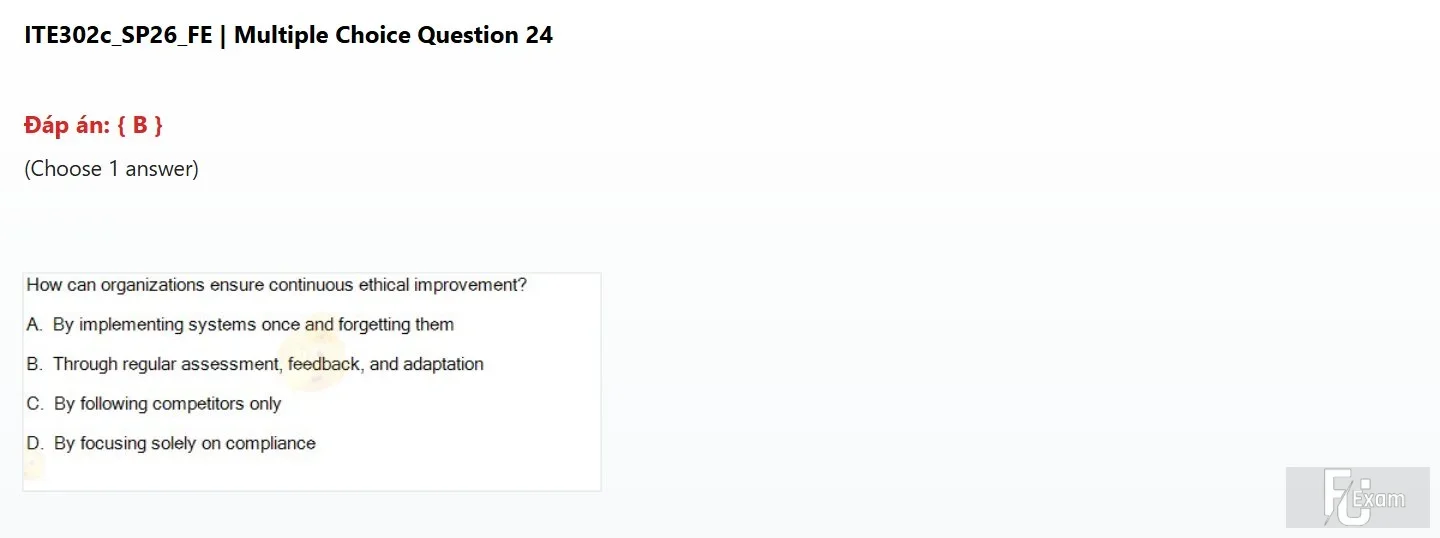 ITE302c_SP26_FE | Multiple Choice Question 24
Đáp án: { B }
(Choose 1 answer)
How can organizations ensure continuous ethical improvement?
A. By implementing systems once and forgetting them
B. Through regular assessment, feedback, and adaptation
C. By following competitors only
D. By focusing solely on compliance
FU Exam